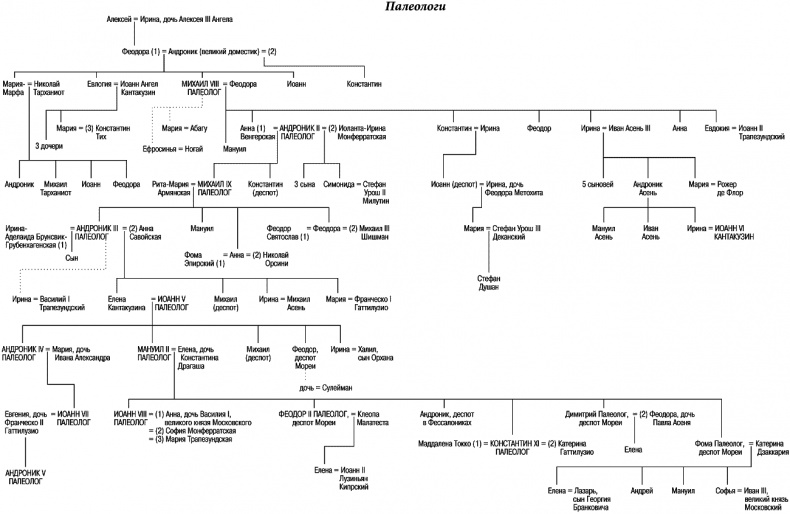 Палеологи
Алексей = Ирина, дочь Алексея III Ангела
Феодора (1) = Андроник (великий доместик) = (2)
Мария- = Николай
Марфа Тарханиот
Евлогия = Иоанн Ангел
Кантакузин
МИХАИЛ VIII = Феодора
ПАЛЕОЛОГ
Иоанн
Константин
Мария = (3) Константин
Тих
3 дочери
Мария = Абагу
Ефросинья = Ногай
Мануил
Анна (1) = АНДРОНИК II = (2) Иоланта-Ирина
Венгерская ПАЛЕОЛОГ Монферратская
Константин = Ирина
Феодор
Ирина = Иван Асень III
Анна
Евдокия = Иоанн II
Трапезундский
Андроник
Михаил
Тарханиот
Иоанн
Феодора
Рита-Мария = МИХАИЛ IX
Армянская ПАЛЕОЛОГ
Константин
(деспот)
3 сына
Симонида = Стефан
Урош II
Милутин
Иоанн (деспот) = Ирина, дочь
Феодора Метохита
5 сыновей
Андроник
Асень
Мария = Рожер
де Флор
Ирина- = АНДРОНИК III = (2) Анна
Аделаида Брунсвик- ПАЛЕОЛОГ Савойская
Грубенхагенская (1)
Сын
Мануил
Феодор = Феодора = (2) Михаил III
Святослав (1) Шишман
Фома = Анна = (2) Николай
Эпирский (1) Орсини
Мария = Стефан Урош III
Деканский
Стефан
Душан
Мануил
Асень
Иван
Асень
Ирина = ИОАНН VI
КАНТАКУЗИН
Ирина = Василий I
Трапезундский
Елена = ИОАНН V
Кантакузина ПАЛЕОЛОГ
Михаил
(деспот)
Ирина = Михаил
Асень
Мария = Франческо I
Гаттилузио
АНДРОНИК IV = Мария, дочь
ПАЛЕОЛОГ Ивана Александра
МАНУИЛ II = Елена, дочь
ПАЛЕОЛОГ Константина
Драгаша
Михаил
(деспот)
Феодор,
деспот
Мореи
Ирина = Халил,
сын Орхана
дочь = Сулейман
Евгения, дочь = ИОАНН VII
Франческо II ПАЛЕОЛОГ
Гаттилузио
АНДРОНИК V
ПАЛЕОЛОГ
ИОАНН VIII = (1) Анна, дочь Василия I,
ПАЛЕОЛОГ великого князя Московского
= (2) София Монферратская
= (3) Мария Трапезундская
ФЕОДОР II ПАЛЕОЛОГ, = Клеопа
деспот Мореи Малатеста
Елена = Иоанн II
Лузиньян
Кипрский
Андроник, деспот
в Фессалониках
Маддалена Токко (1) = КОНСТАНТИН XI = (2) Катерина
ПАЛЕОЛОГ Гаттилузио
Димитрий Палеолог, = (2) Феодора, дочь
деспот Мореи Павла Асеня
Елена
Фома Палеолог, = Катерина
деспот Мореи Дзаккария
Елена = Лазарь,
сын Георгия
Бранковича
Андрей
Мануил
Софья = Иван III,
великий князь
Московский